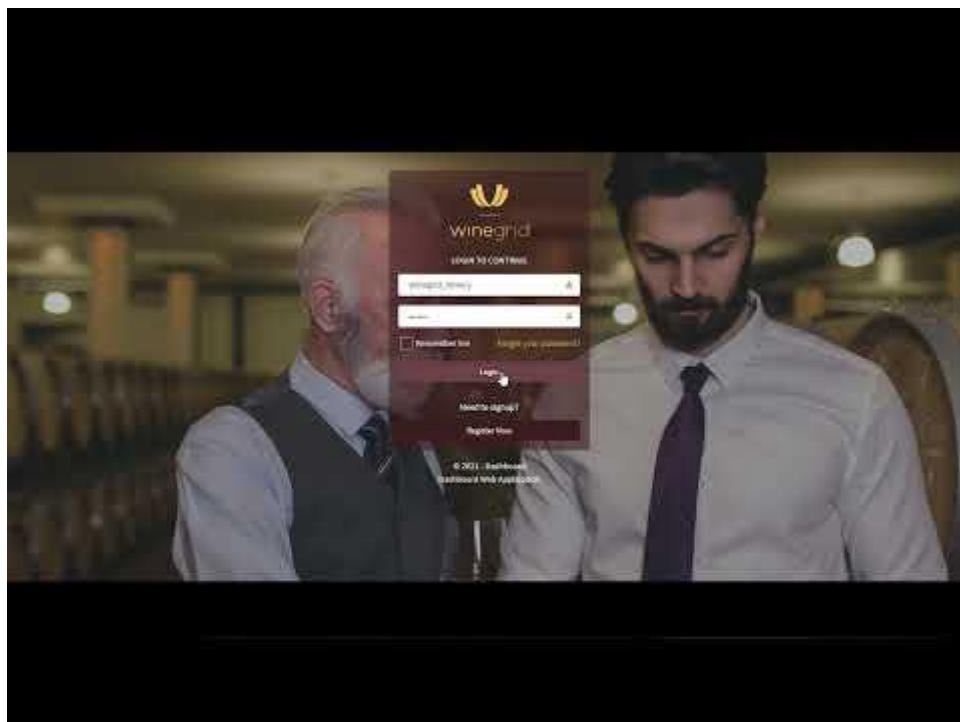 winegrid
LOGIN TO CONTINUE
Remember me
Forgot your password?
Login
Need to signup?
Register Now
© 2021 - Dashboard
Dashboard Web Application